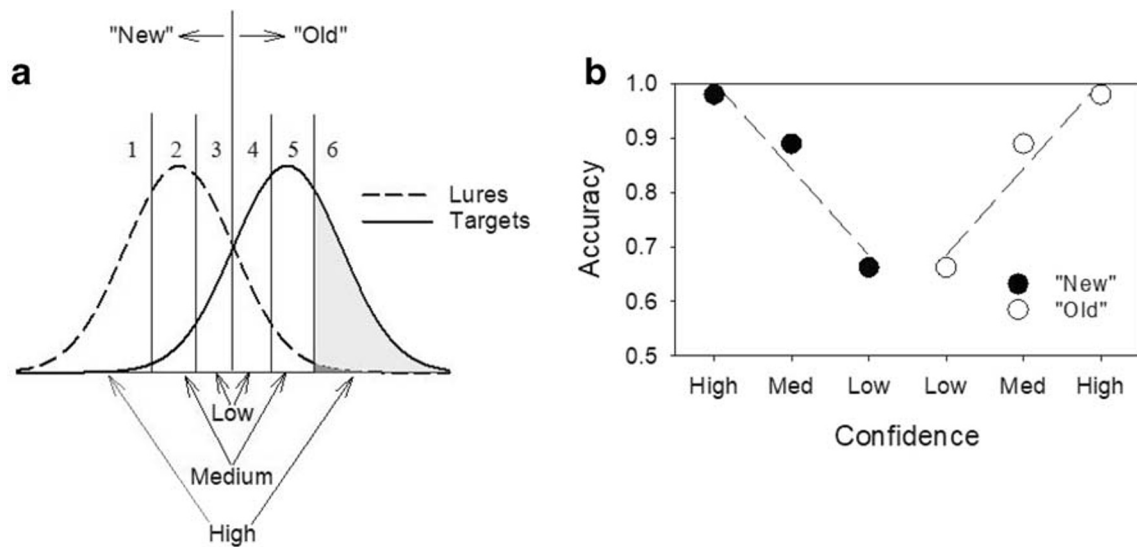 "New" "Old"
a
1 2 3 4 5 6
Lures
Targets
Low
Medium
High
b
Accuracy
1.0
0.9
0.8
0.7
0.6
0.5
"New"
"Old"
High Med Low Low Med High
Confidence